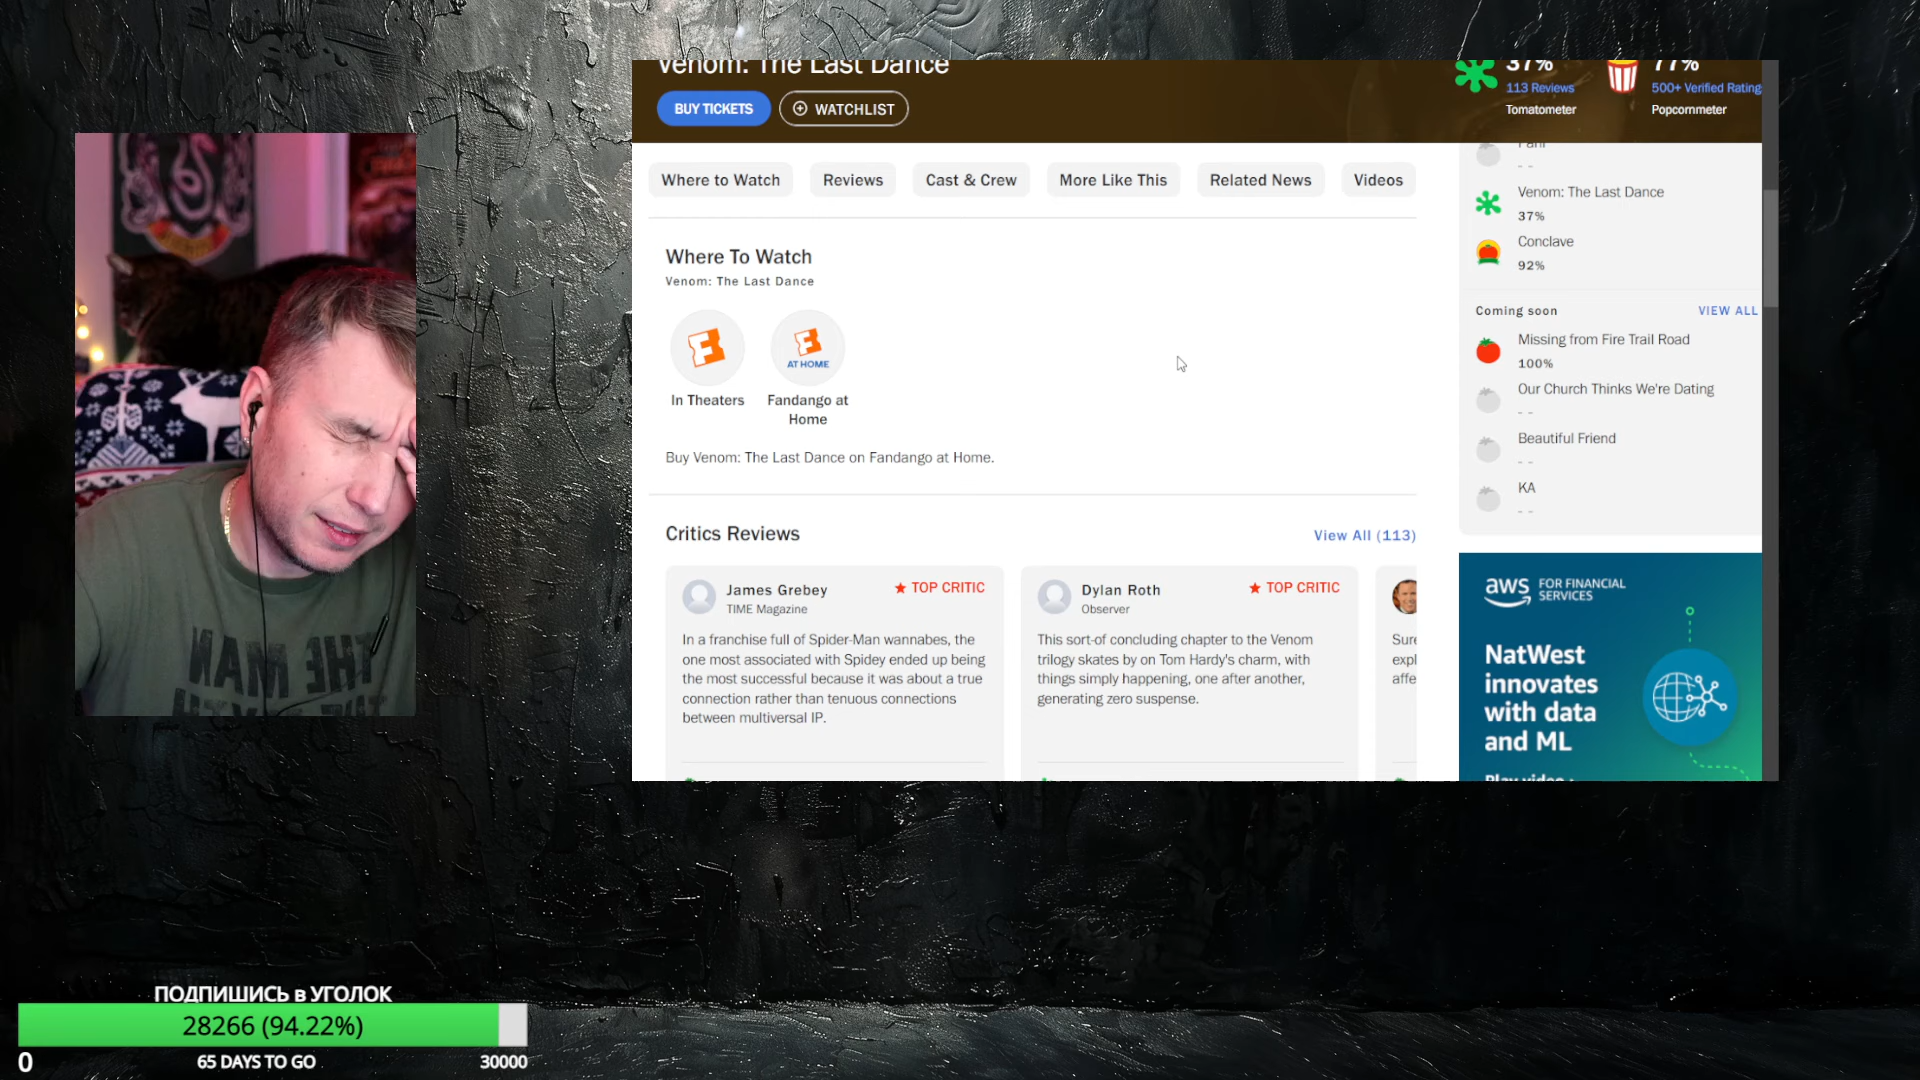 Venom: The Last Dance
BUY TICKETS
WATCHLIST
37%
113 Reviews
Tomatometer
77%
500+ Verified Rating
Popcornmeter
Where to Watch
Reviews
Cast & Crew
More Like This
Related News
Videos
Where To Watch
Venom: The Last Dance
In Theaters
AT HOME
Fandango at
Home
Buy Venom: The Last Dance on Fandango at Home.
Critics Reviews
View All (113)
James Grebey
TIME Magazine
TOP CRITIC
In a franchise full of Spider-Man wannabes, the
one most associated with Spidey ended up being
the most successful because it was about a true
connection rather than tenuous connections
between multiversal IP.
Dylan Roth
Observer
TOP CRITIC
This sort-of concluding chapter to the Venom
trilogy skates by on Tom Hardy's charm, with
things simply happening, one after another,
generating zero suspense.
Sure
expl
affe
- -
Venom: The Last Dance
37%
Conclave
92%
Coming soon
VIEW ALL
Missing from Fire Trail Road
100%
Our Church Thinks We're Dating
- -
Beautiful Friend
- -
KA
- -
aws
FOR FINANCIAL
SERVICES
NatWest
innovates
with data
and ML
Play video
THE MAN
ПОДПИШИСЬ в УГОЛОК
28266 (94.22%)
0
65 DAYS TO GO
30000